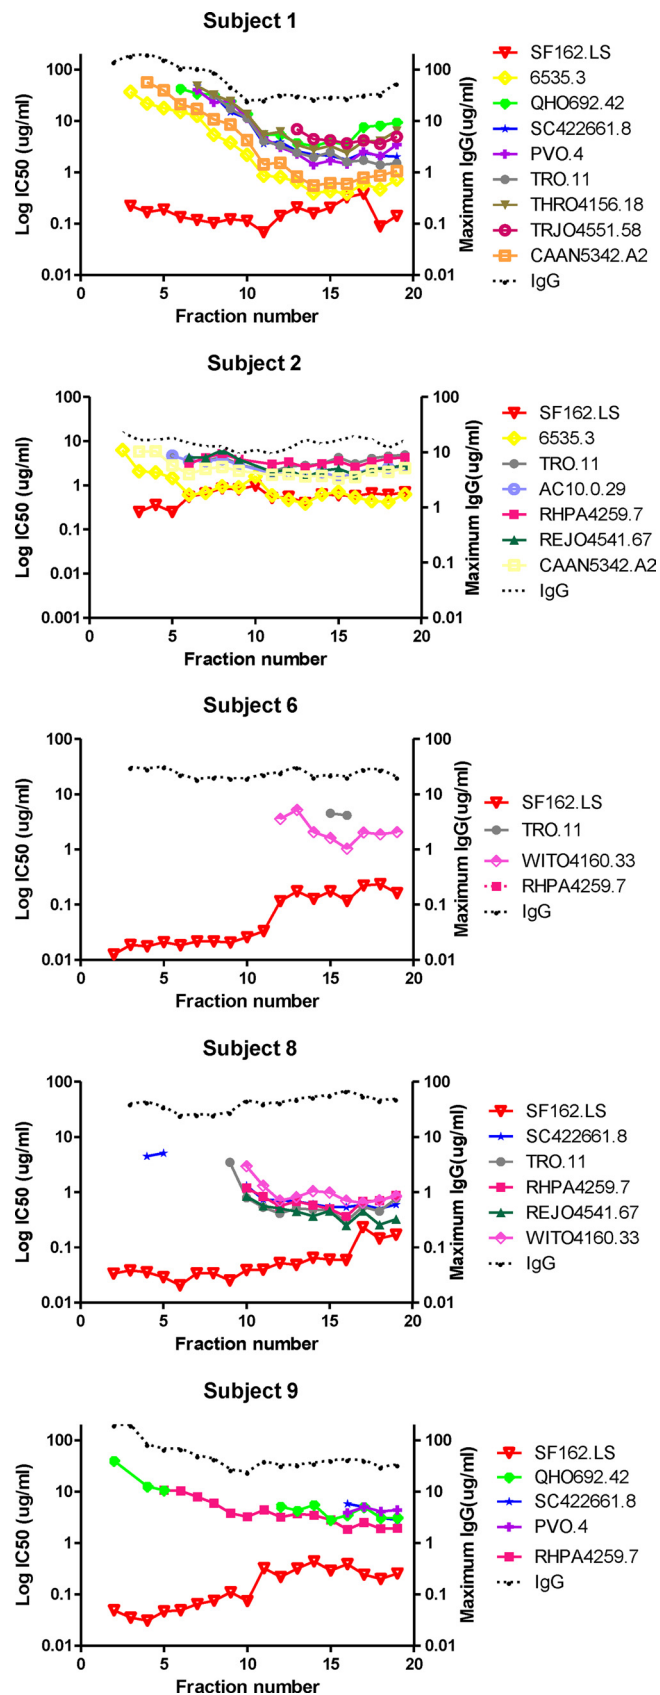 Subject 1
Log IC50 (ug/ml)
100
10
1
0.1
0.01
0 5 10 15 20
Fraction number
100
10
1
0.1
0.01
Maximum IgG(ug/ml)
SF162.LS
6535.3
QHO692.42
SC422661.8
PVO.4
TRO.11
THRO4156.18
TRJO4551.58
CAAN5342.A2
IgG
Subject 2
Log IC50 (ug/ml)
100
10
1
0.1
0.01
0.001
0 5 10 15 20
Fraction number
100
10
1
0.1
0.01
Maximum IgG(ug/ml)
SF162.LS
6535.3
TRO.11
AC10.0.29
RHPA4259.7
REJO4541.67
CAAN5342.A2
IgG
Subject 6
Log IC50 (ug/ml)
100
10
1
0.1
0.01
0 5 10 15 20
Fraction number
100
10
1
0.1
0.01
Maximum IgG(ug/ml)
SF162.LS
TRO.11
WITO4160.33
RHPA4259.7
IgG
Subject 8
Log IC50 (ug/ml)
100
10
1
0.1
0.01
0 5 10 15 20
Fraction number
100
10
1
0.1
0.01
Maximum IgG(ug/ml)
SF162.LS
SC422661.8
TRO.11
RHPA4259.7
REJO4541.67
WITO4160.33
IgG
Subject 9
Log IC50 (ug/ml)
100
10
1
0.1
0.01
0 5 10 15 20
Fraction number
100
10
1
0.1
0.01
Maximum IgG(ug/ml)
SF162.LS
QHO692.42
SC422661.8
PVO.4
RHPA4259.7
IgG